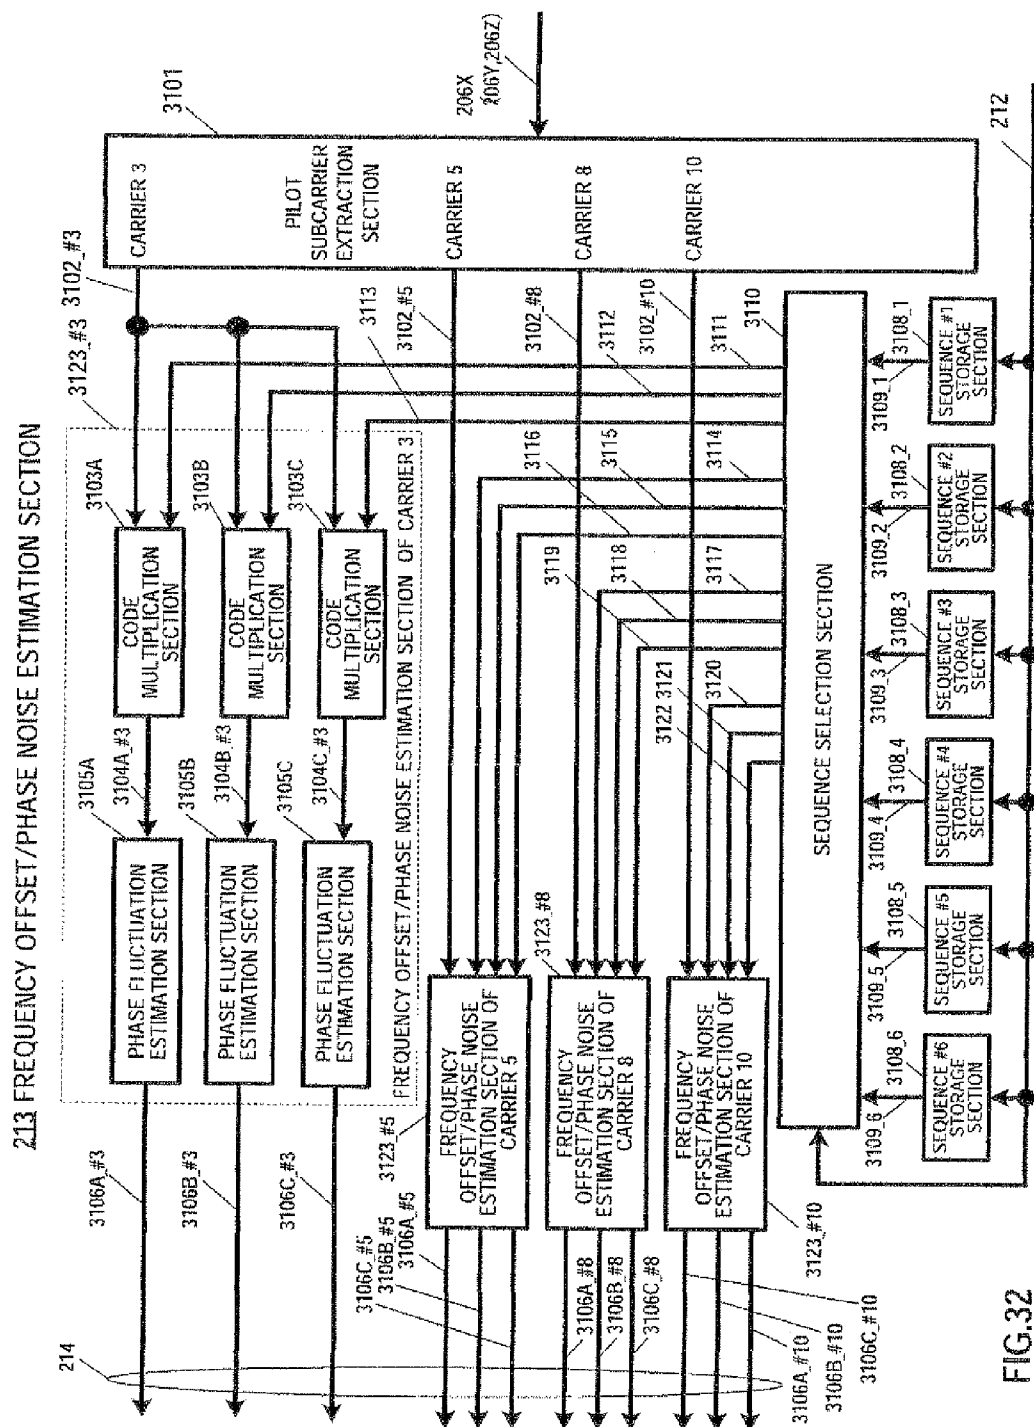 213 FREQUENCY OFFSET/PHASE NOISE ESTIMATION SECTION
206X
(206Y,206Z)
3101
CARRIER 3
PILOT
SUBCARRIER
EXTRACTION
SECTION
CARRIER 5
CARRIER 8
CARRIER 10
3102_#3
3123_#3
3113
3102_#5
3102_#8
3112
3102_#10
3111
3110
3103A
CODE
MULTIPLICATION
SECTION
3103B
CODE
MULTIPLICATION
SECTION
3103C
CODE
MULTIPLICATION
SECTION
3104A_#3
3104B_#3
3104C_#3
3105A
PHASE FLUCTUATION
ESTIMATION SECTION
3105B
PHASE FLUCTUATION
ESTIMATION SECTION
3105C
PHASE FLUCTUATION
ESTIMATION SECTION
FREQUENCY OFFSET/PHASE NOISE ESTIMATION SECTION OF CARRIER 3
3106A_#3
3106B_#3
3106C_#3
3116
3115
3114
3119
3118
3117
3122
3121
3120
3123_#5
FREQUENCY
OFFSET/PHASE NOISE
ESTIMATION SECTION OF
CARRIER 5
3123_#8
FREQUENCY
OFFSET/PHASE NOISE
ESTIMATION SECTION OF
CARRIER 8
FREQUENCY
OFFSET/PHASE NOISE
ESTIMATION SECTION OF
CARRIER 10
3123_#10
3106C_#5
3106B_#5
3106A_#5
3106A_#8
3106B_#8
3106C_#8
3106A_#10
3106B_#10
3106C_#10
214
SEQUENCE SELECTION SECTION
3109_1
3108_1
SEQUENCE #1
STORAGE
SECTION
3109_2
3108_2
SEQUENCE #2
STORAGE
SECTION
3109_3
3108_3
SEQUENCE #3
STORAGE
SECTION
3109_4
3108_4
SEQUENCE #4
STORAGE
SECTION
3109_5
3108_5
SEQUENCE #5
STORAGE
SECTION
3109_6
3108_6
SEQUENCE #6
STORAGE
SECTION
212
FIG.32